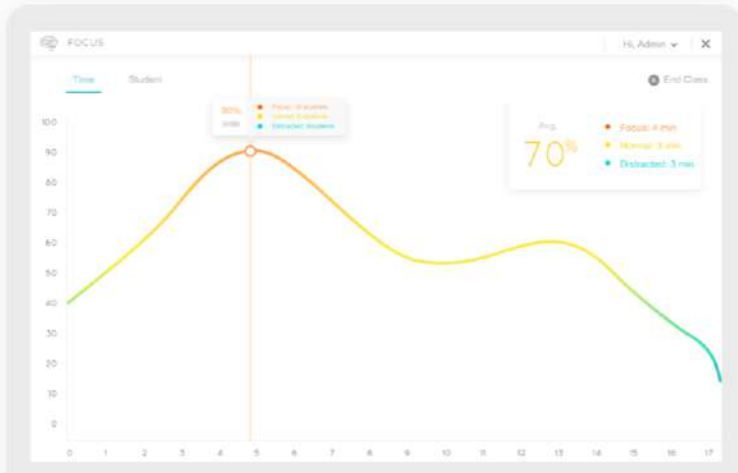 FOCUS
Hi, Admin
Time Student
End Class
100
90
80
70
60
50
40
30
20
10
0
90%
Avg.
70%
Focus: 4 min
Normal: 3 min
Distracted: 3 min
0 1 2 3 4 5 6 7 8 9 10 11 12 13 14 15 16 17